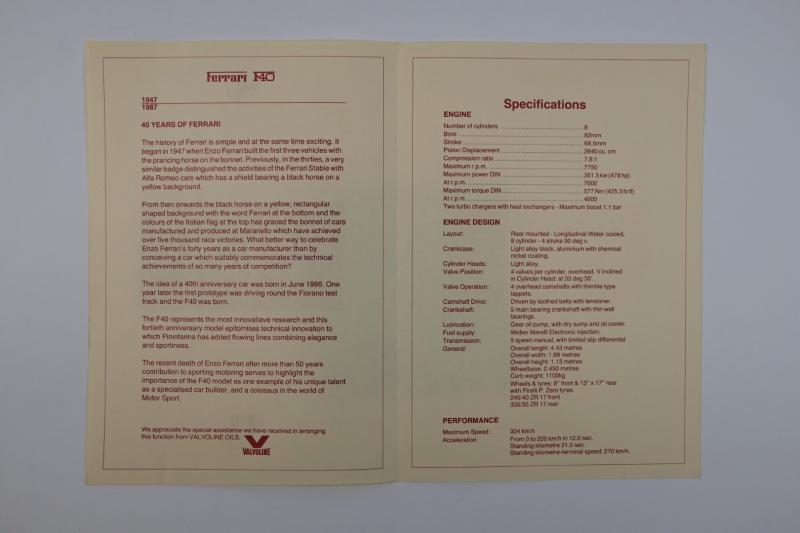 Ferrari F40
1947
1987
40 YEARS OF FERRARI
The history of Ferrari is simple and at the same time exciting. It
began in 1947 when Enzo Ferrari built the first three vehicles with
the prancing horse on the bonnet. Previously, in the thirties, a very
similar badge distinguished the activities of the Ferrari Stable with
Alfa Romeo cars which has a shield bearing a black horse on a
yellow background.
From then onwards the black horse on a yellow, rectangular
shaped background with the word Ferrari at the bottom and the
colours of the Italian flag at the top has graced the bonnet of cars
manufactured and produced at Maranello which have achieved
over five thousand race victories. What better way to celebrate
Enzo Ferrari's forty years as a car manufacturer than by
conceiving a car which suitably commemorates the technical
achievements of so many years of competition?
The idea of a 40th anniversary car was born in June 1986. One
year later the first prototype was driving round the Fiorano test
track and the F40 was born.
The F40 represents the most innovatiave research and this
fortieth anniversary model epitomises technical innovation to
which Pininfarina has added flowing lines combining elegance
and sportiness.
The recent death of Enzo Ferrari after more than 50 years
contribution to sporting motoring serves to highlight the
importance of the F40 model as one example of his unique talent
as a specialised car builder, and a colossus in the world of
Motor Sport.
We appreciate the special assistance we have received in arranging
this function from VALVOLINE OILS.
VALVOLINE
Specifications
ENGINE
Number of cylinders ........ 8
Bore ........ 82mm
Stroke ........ 69.5mm
Piston Displacement ........ 2640 cu. cm
Compression ratio ........ 7.8:1
Maximum r.p.m. ........ 7750
Maximum power DIN ........ 351.5 kw (478 hp)
At r.p.m. ........ 7000
Maximum torque DIN ........ 577 Nm (425.3 lb ft)
At r.p.m. ........ 4000
Two turbo chargers with heat exchangers - Maximum boost 1.1 bar
ENGINE DESIGN
Layout: Rear mounted - Longitudinal Water cooled,
8 cylinder - 4 stroke 90 deg v.
Crankcase: Light alloy block, aluminium with chemical
nickel coating.
Cylinder Heads: Light alloy.
Valve Position: 4 valves per cylinder, overhead, V inclined
in Cylinder Head: at 33 deg 30'.
Valve Operation: 4 overhead camshafts with thimble type
tappets.
Camshaft Drive: Driven by toothed belts with tensioner.
Crankshaft: 5 main bearing crankshaft with thin wall
bearings.
Lubrication: Gear oil pump, with dry sump and oil cooler.
Fuel supply: Weber Marelli Electronic injection.
Transmission: 5 speed manual, with limited slip differential
General: Overall length: 4.43 metres
Overall width: 1.98 metres
Overall height: 1.13 metres
Wheelbase: 2.450 metres
Curb weight: 1100kg
Wheels & tyres: 8" front & 13" x 17" rear
with Pirelli P. Zero tyres.
245/40 ZR 17 front
335/35 ZR 17 rear
PERFORMANCE
Maximum Speed: 324 km/h
Acceleration: From 0 to 200 km/h in 12.0 sec.
Standing kilometre 21.0 sec.
Standing kilometre-terminal speed: 270 km/h.